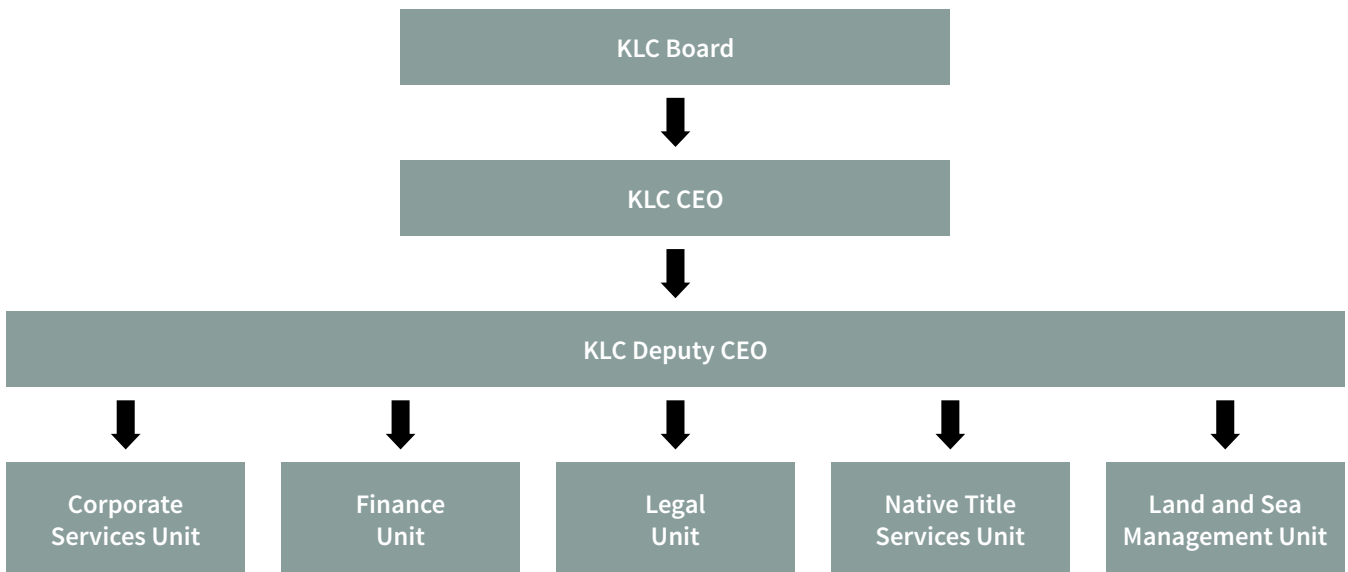 KLC Board
KLC CEO
KLC Deputy CEO
Corporate
Services Unit
Finance
Unit
Legal
Unit
Native Title
Services Unit
Land and Sea
Management Unit